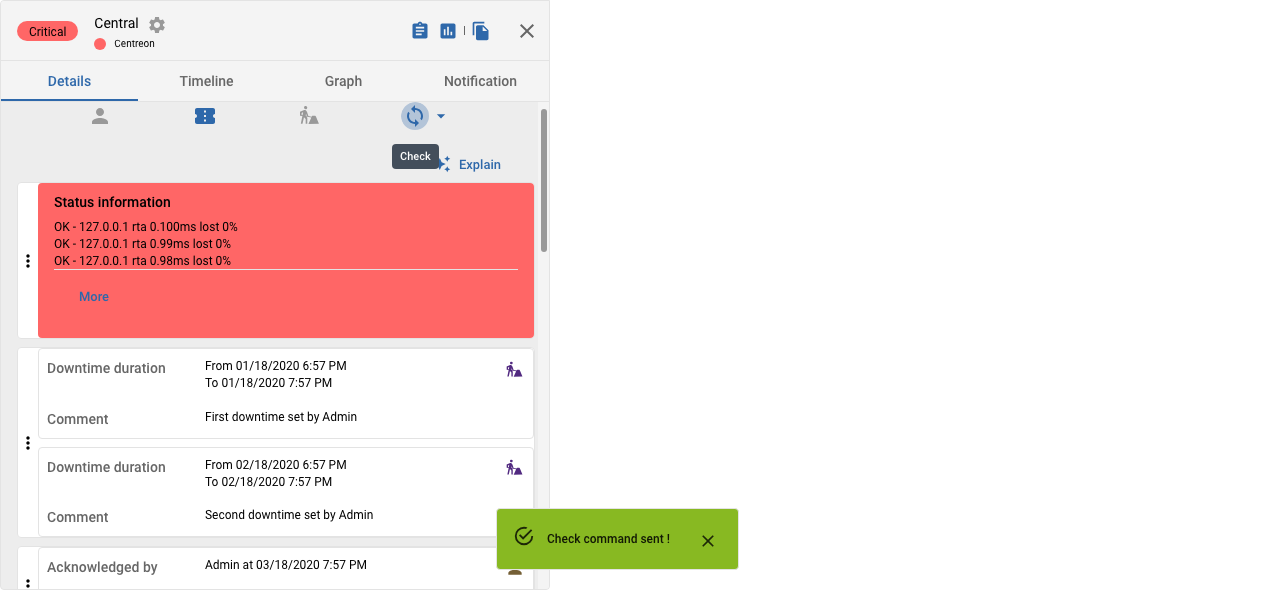 Critical
Central
Centreon
Details
Timeline
Graph
Notification
Check
Explain
Status information
OK - 127.0.0.1 rta 0.100ms lost 0%
OK - 127.0.0.1 rta 0.99ms lost 0%
OK - 127.0.0.1 rta 0.98ms lost 0%
More
Downtime duration
From 01/18/2020 6:57 PM
To 01/18/2020 7:57 PM
Comment
First downtime set by Admin
Downtime duration
From 02/18/2020 6:57 PM
To 02/18/2020 7:57 PM
Comment
Second downtime set by Admin
Check command sent !
Acknowledged by
Admin at 03/18/2020 7:57 PM